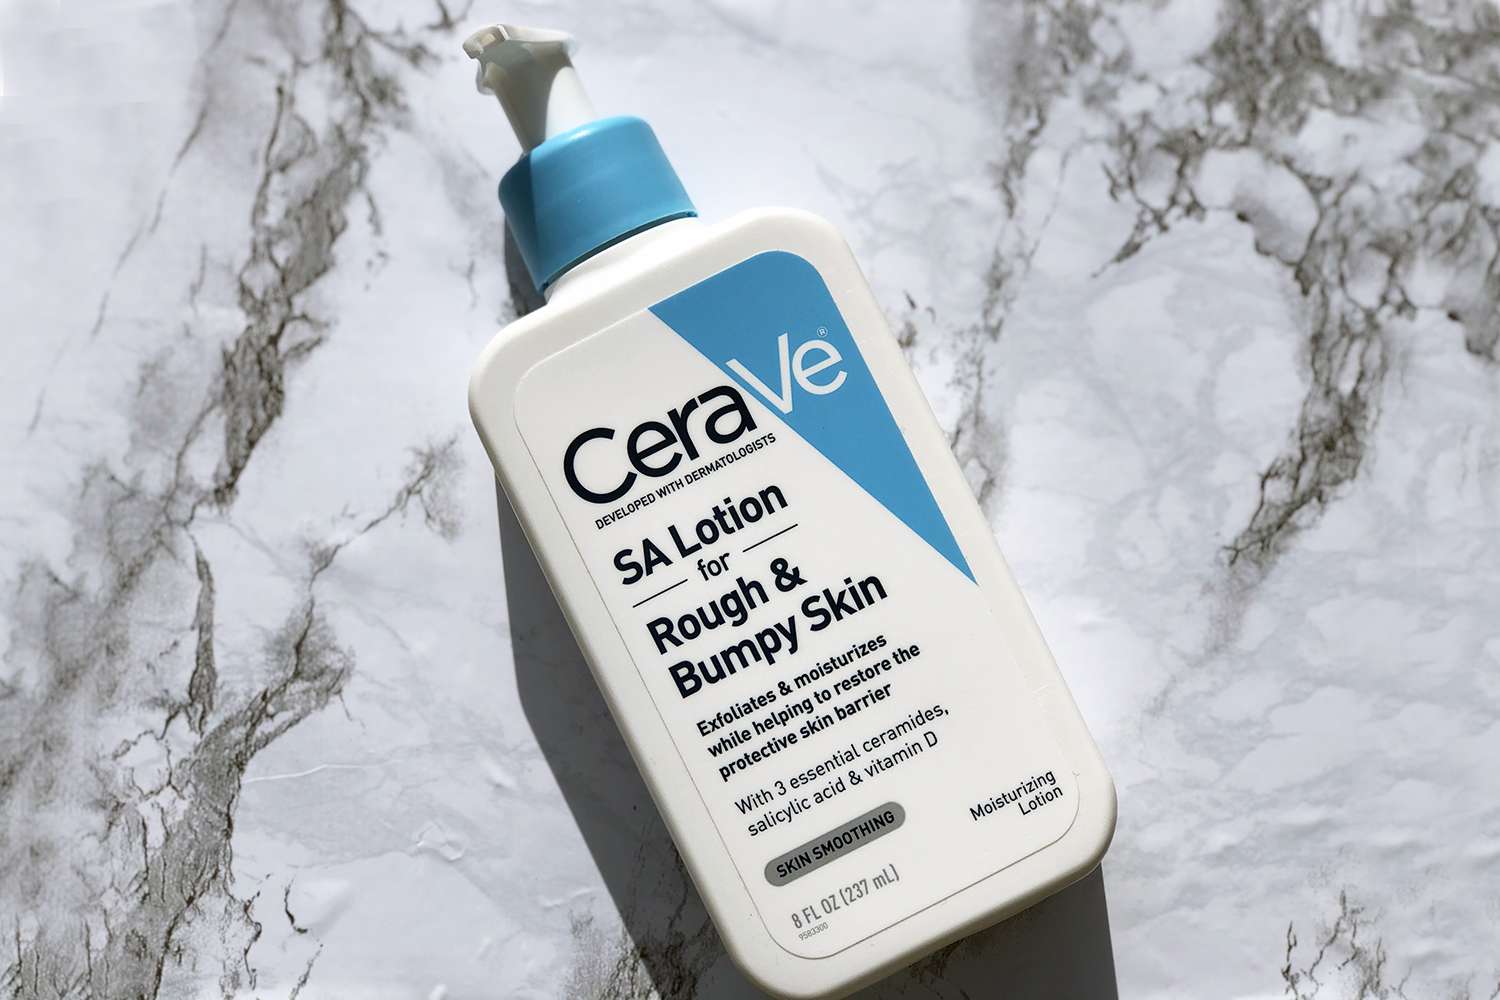 CeraVe®
DEVELOPED WITH DERMATOLOGISTS
SA Lotion
for
Rough &
Bumpy Skin
Exfoliates & moisturizes
while helping to restore the
protective skin barrier
With 3 essential ceramides,
salicylic acid & vitamin D
SKIN SMOOTHING
Moisturizing
Lotion
8 FL OZ (237 mL)
9583300